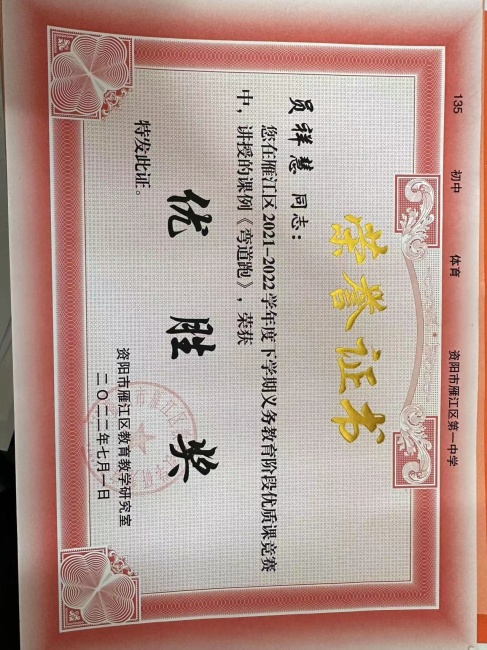 135 初中 体育 资阳市雁江区第一中学
荣誉证书
员祥慧 同志：
您在雁江区2021-2022学年度下学期义务教育阶段优质课竞赛
中，讲授的课例《弯道跑》，荣获
优胜奖
特发此证。
资阳市雁江区教育教学研究室
二〇二二年七月一日